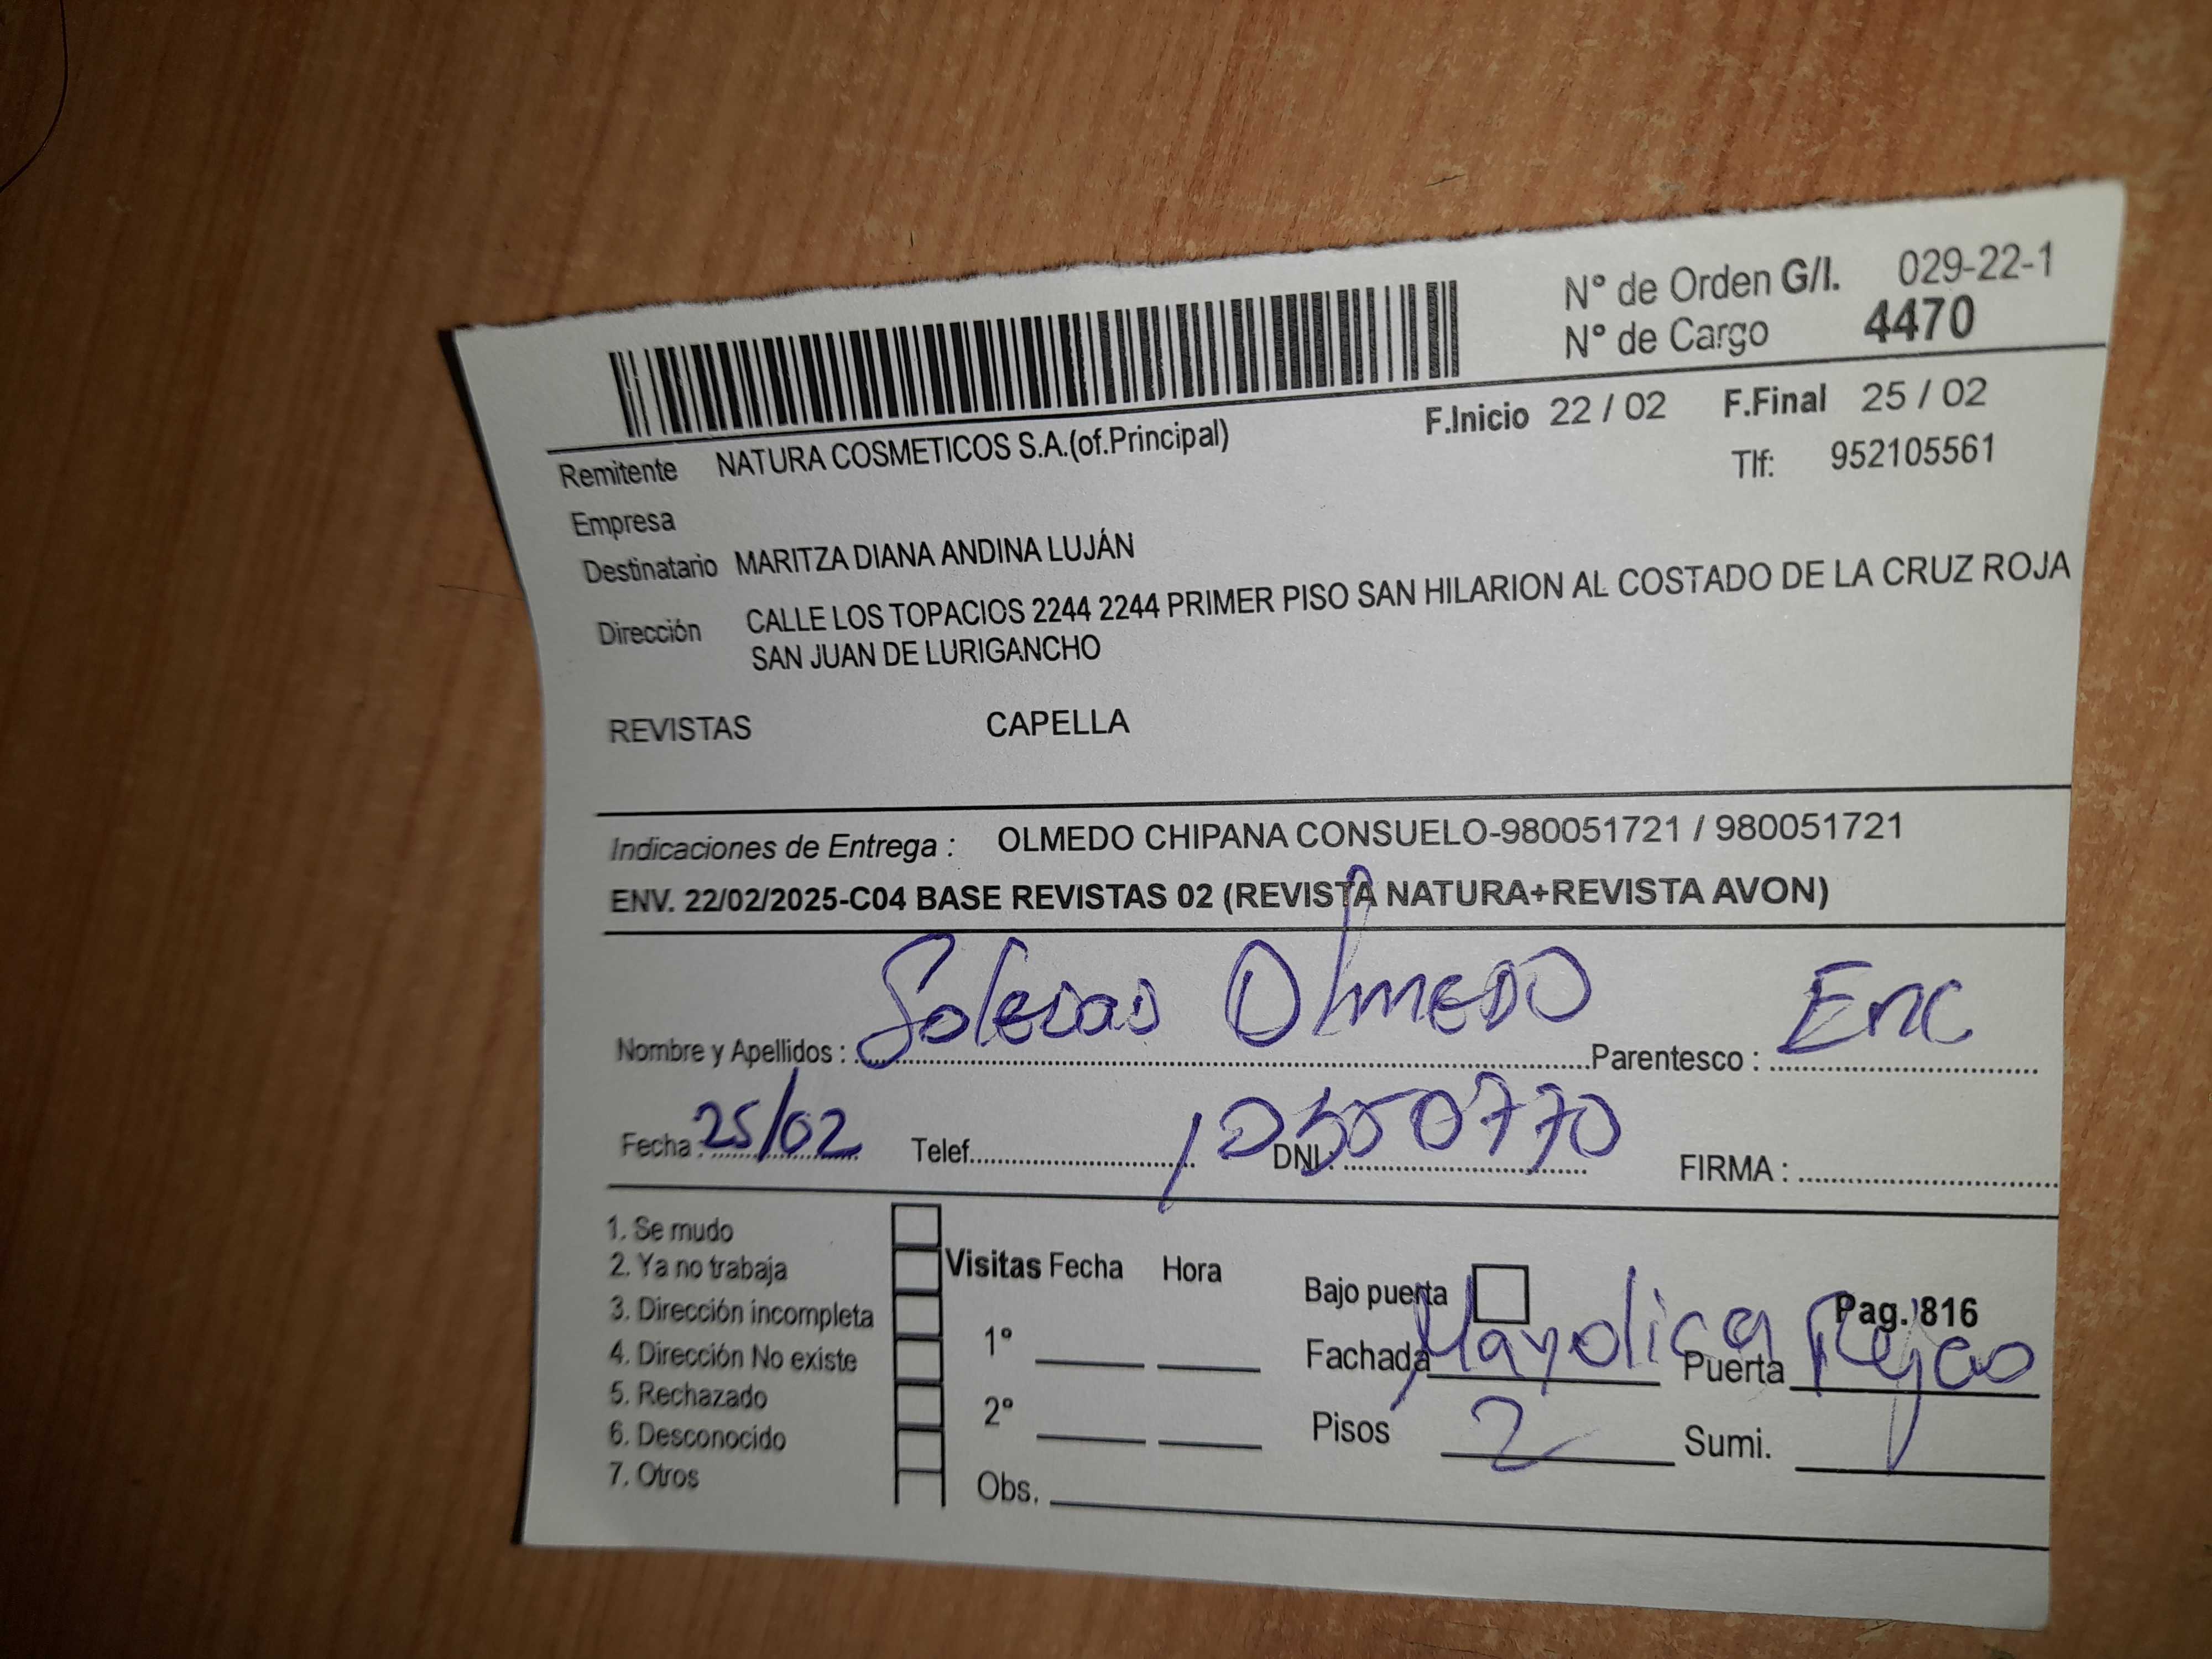 N° de Orden G/I. 029-22-1
N° de Cargo 4470
F.Inicio 22 / 02 F.Final 25 / 02
Remitente NATURA COSMETICOS S.A.(of.Principal)
Tlf: 952105561
Empresa
Destinatario MARITZA DIANA ANDINA LUJÁN
Dirección CALLE LOS TOPACIOS 2244 2244 PRIMER PISO SAN HILARION AL COSTADO DE LA CRUZ ROJA
SAN JUAN DE LURIGANCHO
REVISTAS CAPELLA
Indicaciones de Entrega : OLMEDO CHIPANA CONSUELO-980051721 / 980051721
ENV. 22/02/2025-C04 BASE REVISTAS 02 (REVISTA NATURA+REVISTA AVON)
Nombre y Apellidos : Soledad Olmedo Parentesco : Enc
Fecha : 25/02 Telef. DNI : 10550770 FIRMA :
1. Se mudo
2. Ya no trabaja
3. Dirección incompleta
4. Dirección No existe
5. Rechazado
6. Desconocido
7. Otros
Visitas Fecha Hora
1°
2°
Obs.
Bajo puerta Pag. 816
Fachada Mayolica Puerta
Pisos 2 Sumi.